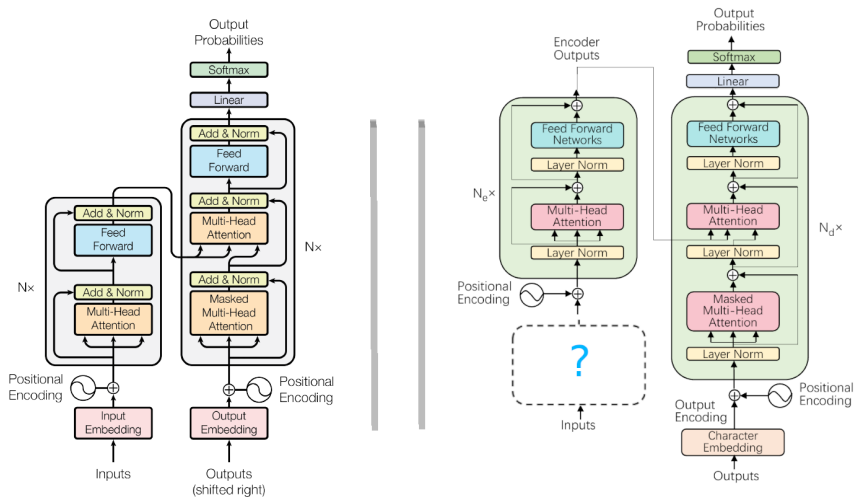 Output
Probabilities
Softmax
Linear
Add & Norm
Feed
Forward
Add & Norm
Multi-Head
Attention
Add & Norm
Masked
Multi-Head
Attention
N×
Add & Norm
Feed
Forward
N×
Add & Norm
Multi-Head
Attention
Positional
Encoding
Positional
Encoding
Input
Embedding
Output
Embedding
Inputs
Outputs
(shifted right)
Encoder
Outputs
Feed Forward
Networks
Layer Norm
Nₑ×
Multi-Head
Attention
Layer Norm
Positional
Encoding
?
Inputs
Output
Probabilities
Softmax
Linear
Feed Forward
Networks
Layer Norm
Multi-Head
Attention
N_d×
Layer Norm
Masked
Multi-Head
Attention
Layer Norm
Output
Encoding
Positional
Encoding
Character
Embedding
Outputs